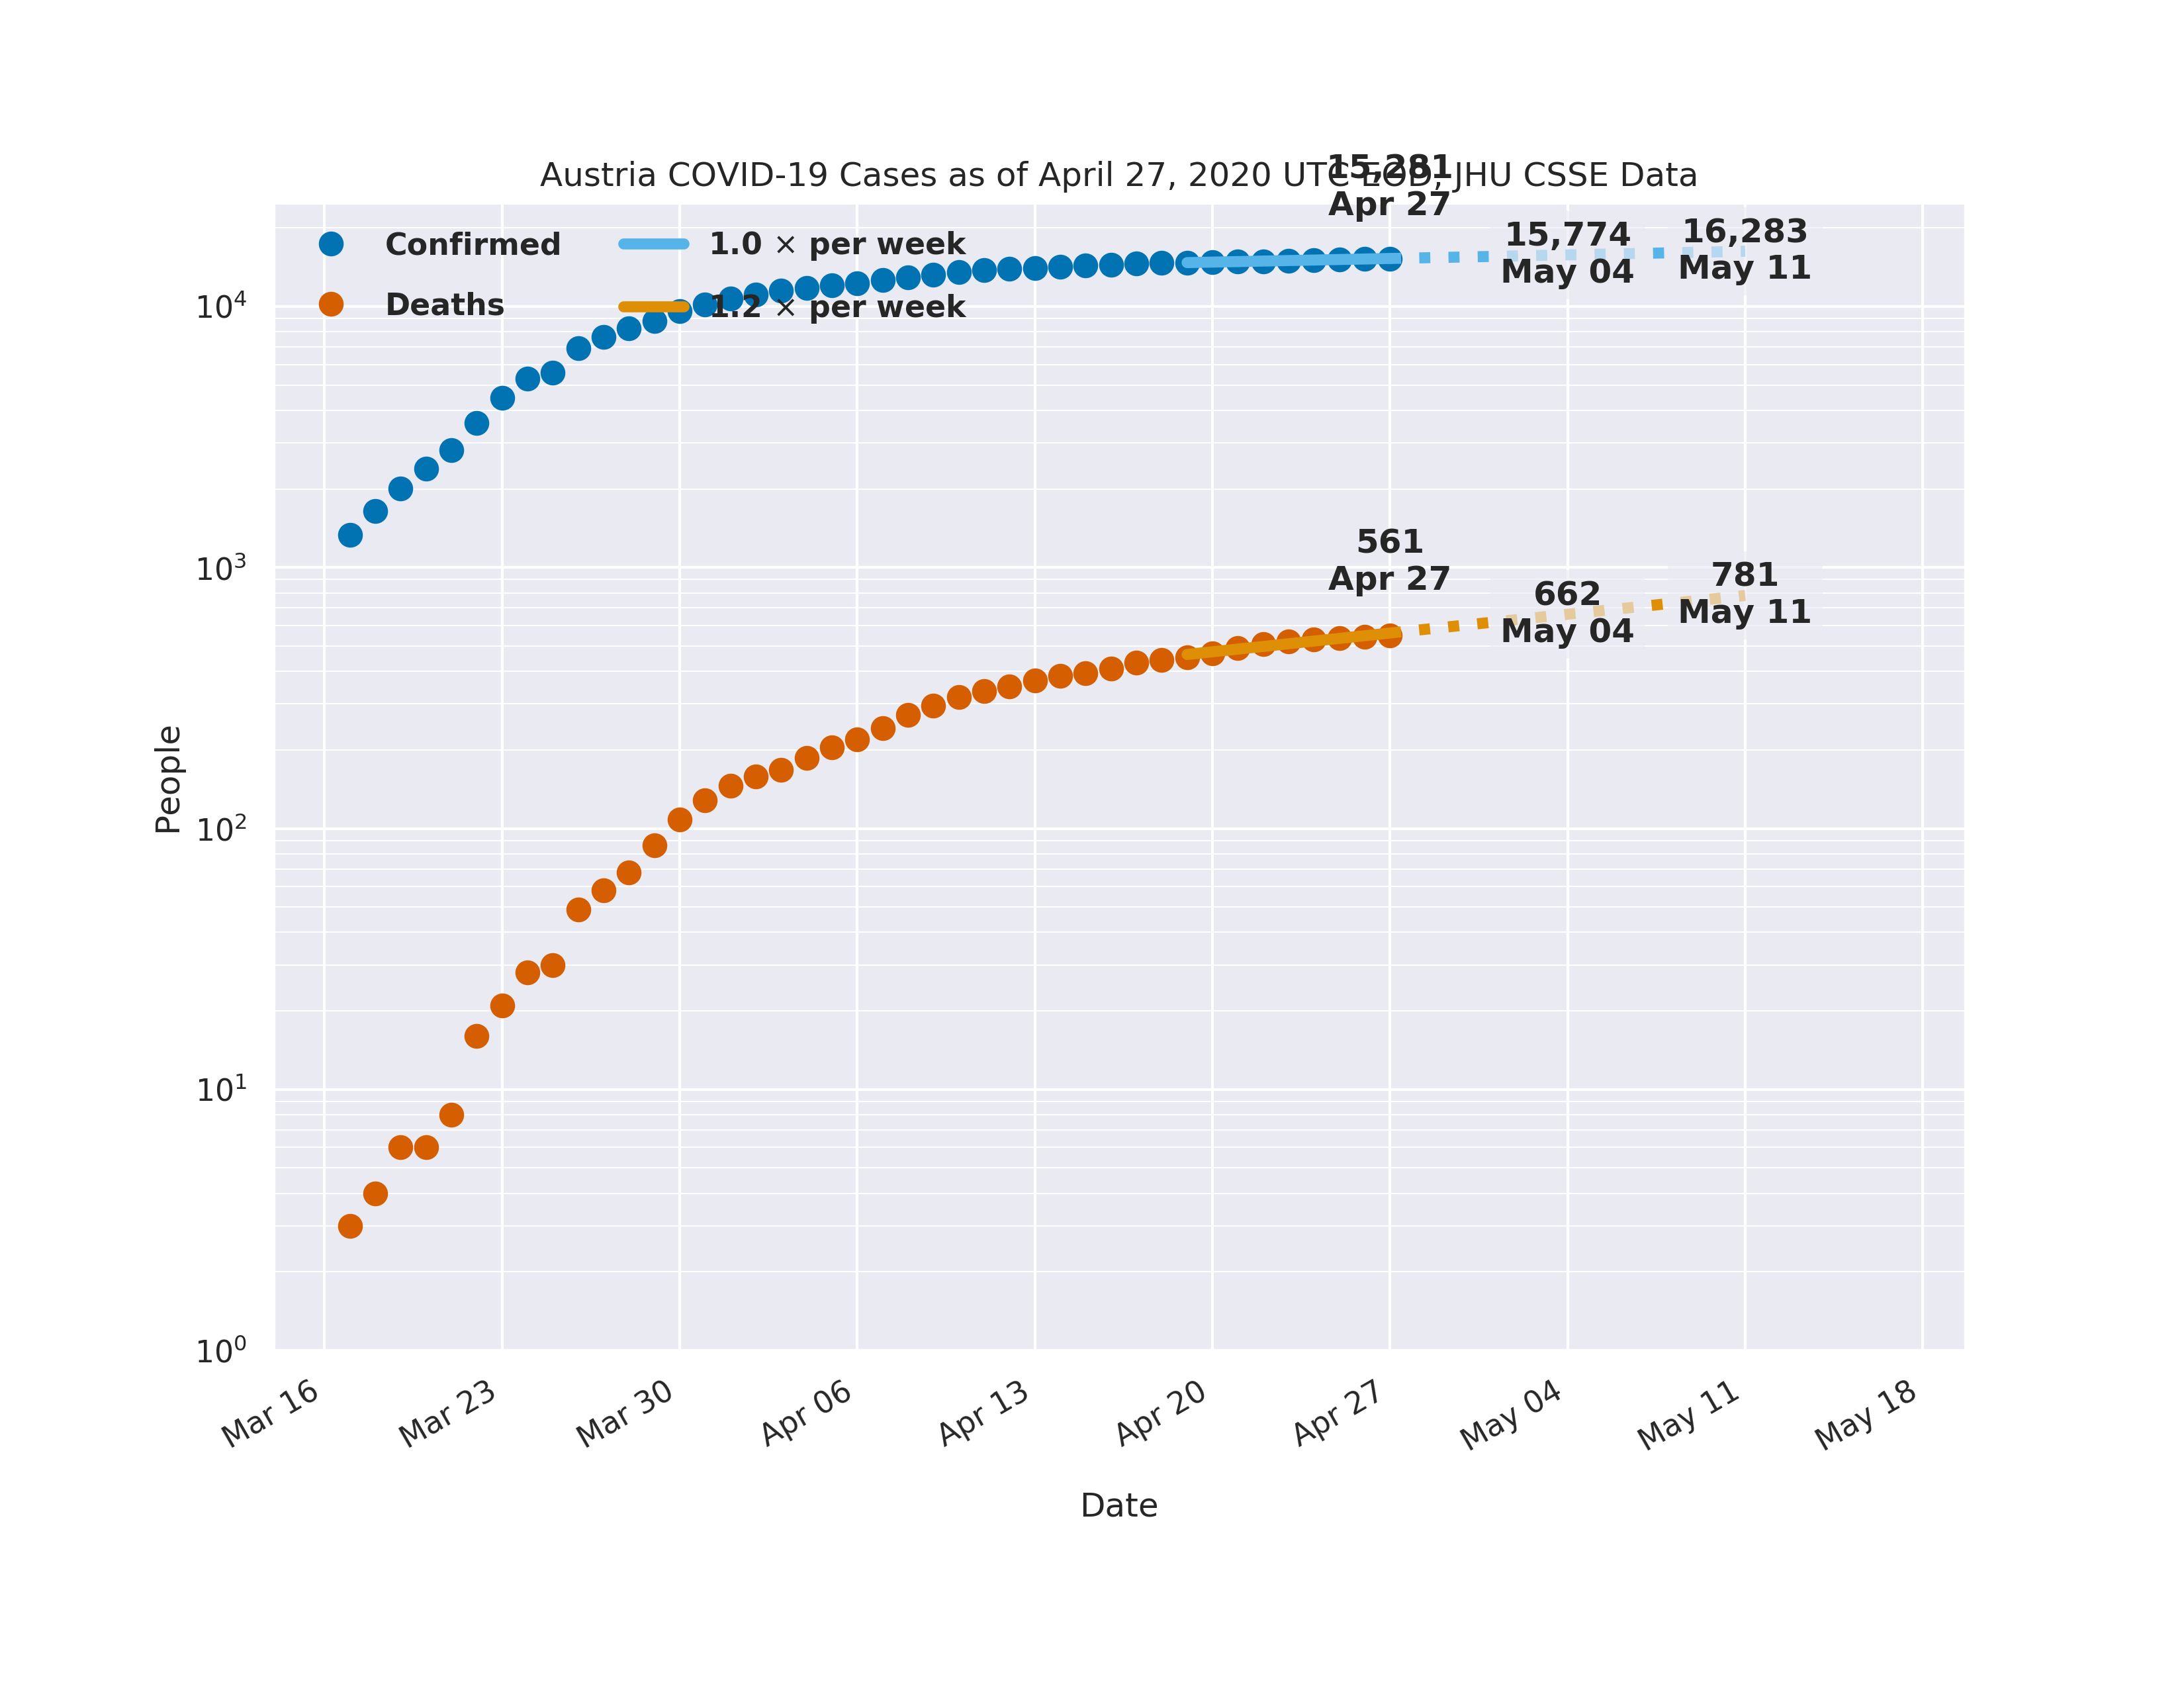 Austria COVID-19 Cases as of April 27, 2020 UTC EOD, JHU CSSE Data
15,281
Apr 27
15,774
May 04
16,283
May 11
Confirmed
1.0 × per week
Deaths
1.2 × per week
561
Apr 27
662
May 04
781
May 11
People
10⁴
10³
10²
10¹
10⁰
Mar 16
Mar 23
Mar 30
Apr 06
Apr 13
Apr 20
Apr 27
May 04
May 11
May 18
Date